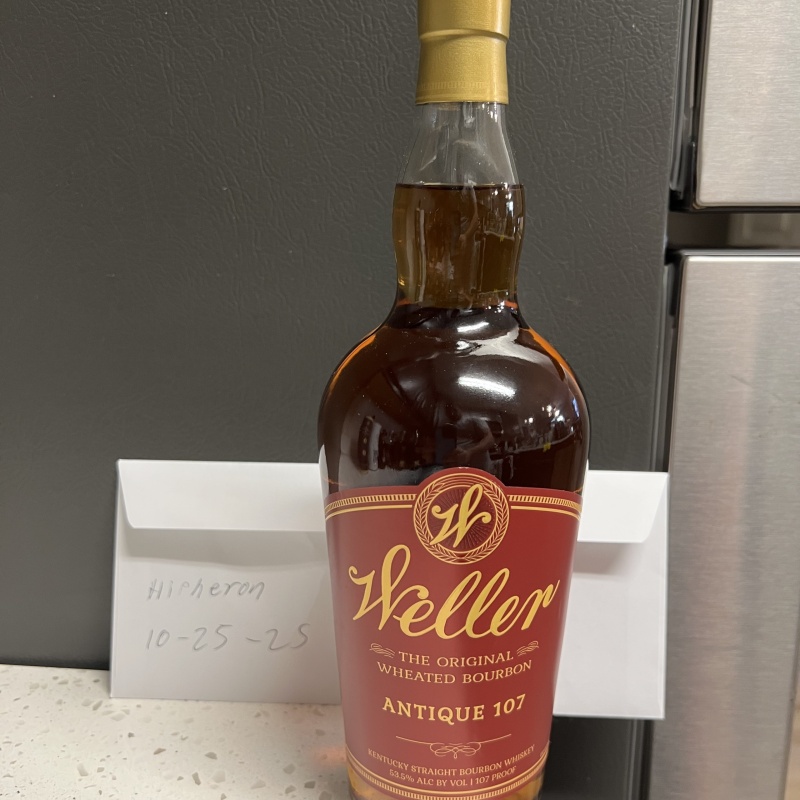 W
Weller
THE ORIGINAL
WHEATED BOURBON
ANTIQUE 107
KENTUCKY STRAIGHT BOURBON WHISKEY
53.5% ALC BY VOL | 107 PROOF
10-25-25